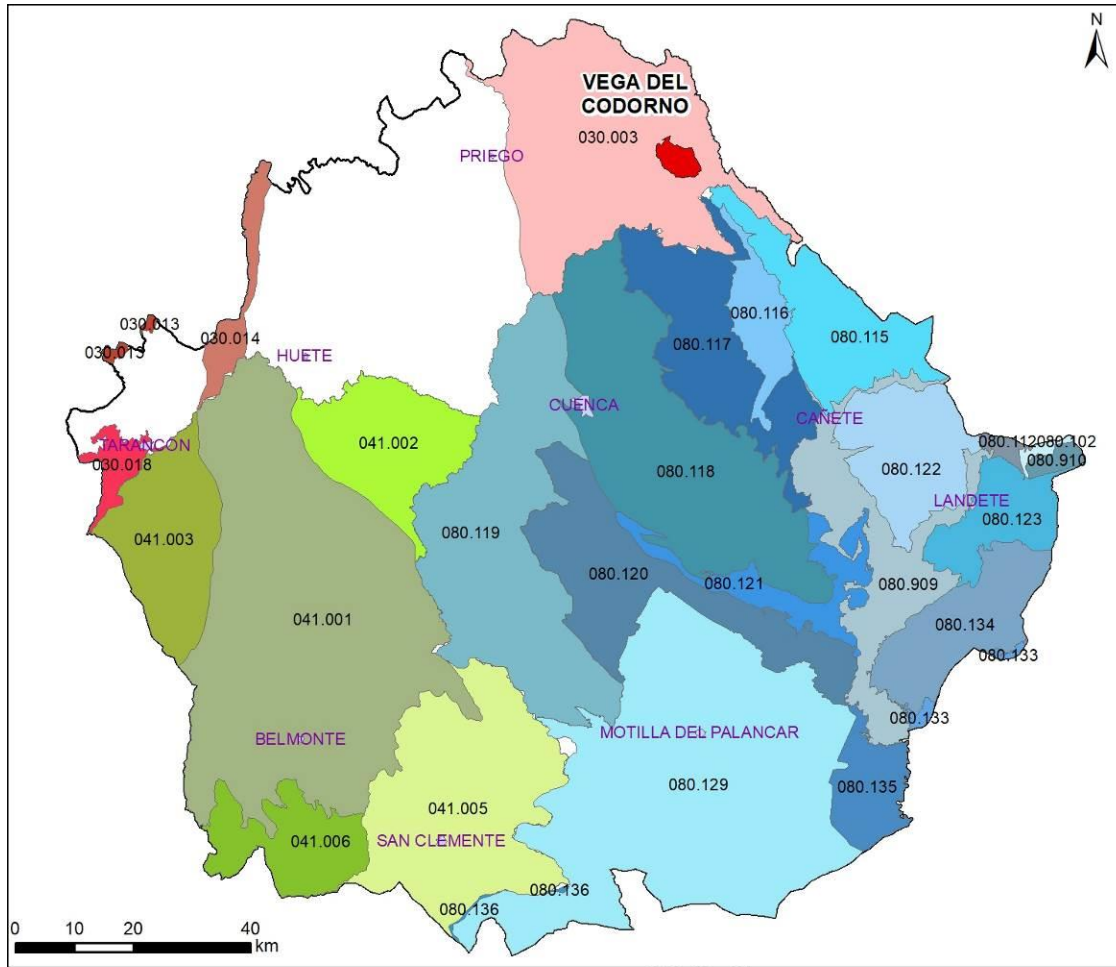 N
VEGA DEL
CODORNO
030.003
PRIEGO
030.013
030.013
030.014
080.116
080.115
080.117
HUETE
CUENCA
CAÑETE
TARANCÓN
041.002
080.112
080.102
030.018
080.118
080.122
080.910
LANDETE
080.123
041.003
080.119
080.120
080.121
080.909
041.001
080.134
080.133
080.133
BELMONTE
MOTILLA DEL PALANCAR
080.129
080.135
041.005
041.006
SAN CLEMENTE
080.136
080.136
0 10 20 40
km